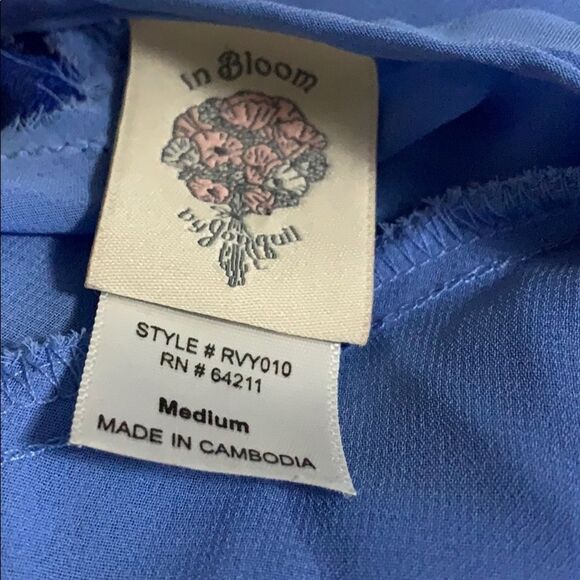 in Bloom
by Jonquil
STYLE # RVY010
RN # 64211
Medium
MADE IN CAMBODIA